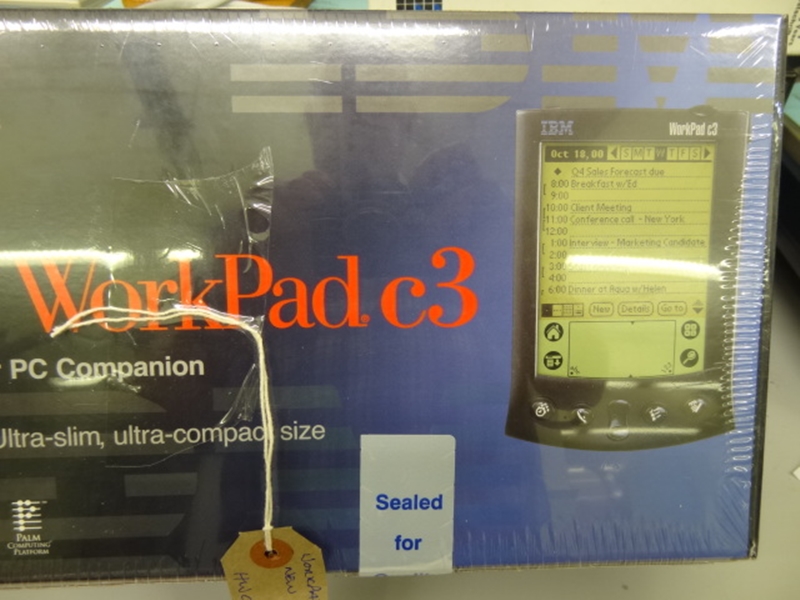 IBM WorkPad c3
Oct 18, 00 S M T W T F S
Q4 Sales Forecast due
8:00 Breakfast w/Ed
9:00
10:00 Client Meeting
11:00 Conference call - New York
12:00
1:00 Interview - Marketing Candidate
2:00
3:00
4:00
6:00 Dinner at Aqua w/Helen
New Details Go to
WorkPad® c3
PC Companion
Ultra-slim, ultra-compact size
PALM
COMPUTING
PLATFORM
Sealed
for
NEW